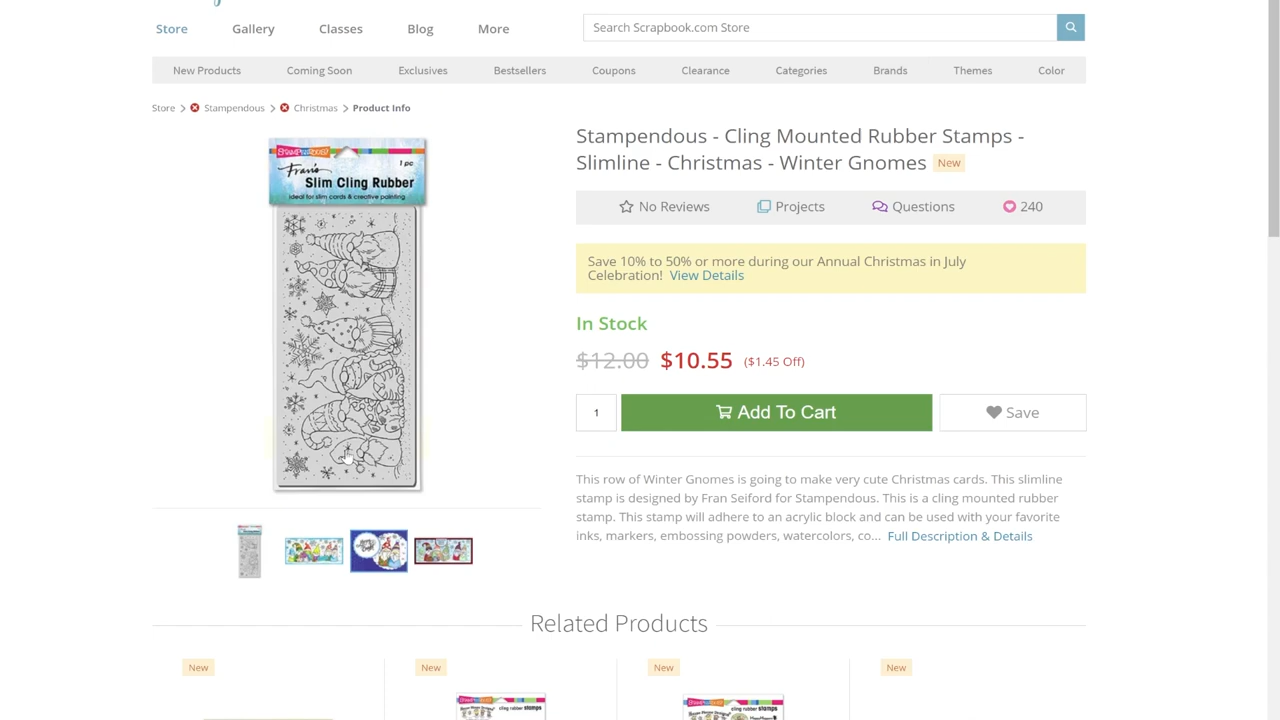 Store Gallery Classes Blog More
Search Scrapbook.com Store
New Products Coming Soon Exclusives Bestsellers Coupons Clearance Categories Brands Themes Color
Store > Stampendous > Christmas > Product Info
STAMPENDOUS
1 pc
Fran's
Slim Cling Rubber
ideal for slim cards & creative painting
Stampendous - Cling Mounted Rubber Stamps -
Slimline - Christmas - Winter Gnomes New
No Reviews Projects Questions 240
Save 10% to 50% or more during our Annual Christmas in July
Celebration! View Details
In Stock
$12.00 $10.55 ($1.45 Off)
1 Add To Cart Save
This row of Winter Gnomes is going to make very cute Christmas cards. This slimline
stamp is designed by Fran Seiford for Stampendous. This is a cling mounted rubber
stamp. This stamp will adhere to an acrylic block and can be used with your favorite
inks, markers, embossing powders, watercolors, co... Full Description & Details
Related Products
New New New New
cling rubber stamps cling rubber stamps